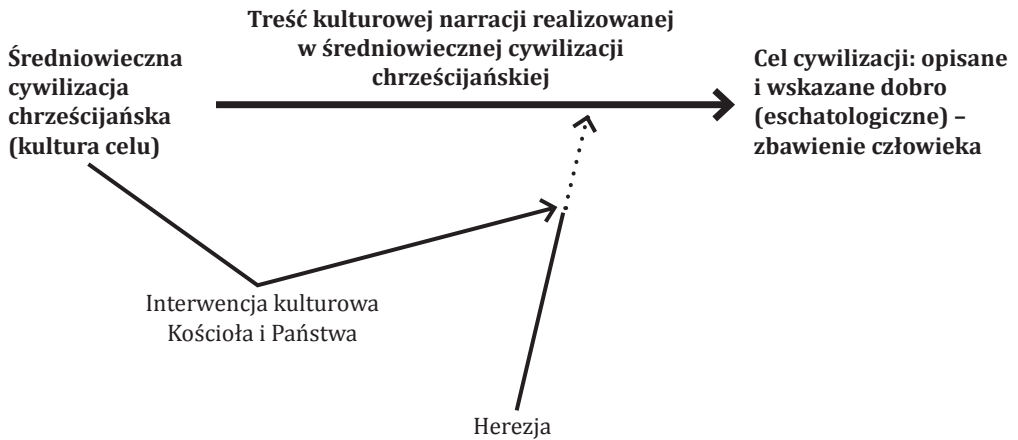 Treść kulturowej narracji realizowanej
w średniowiecznej cywilizacji
chrześcijańskiej
Średniowieczna
cywilizacja
chrześcijańska
(kultura celu)
Cel cywilizacji: opisane
i wskazane dobro
(eschatologiczne) –
zbawienie człowieka
Interwencja kulturowa
Kościoła i Państwa
Herezja